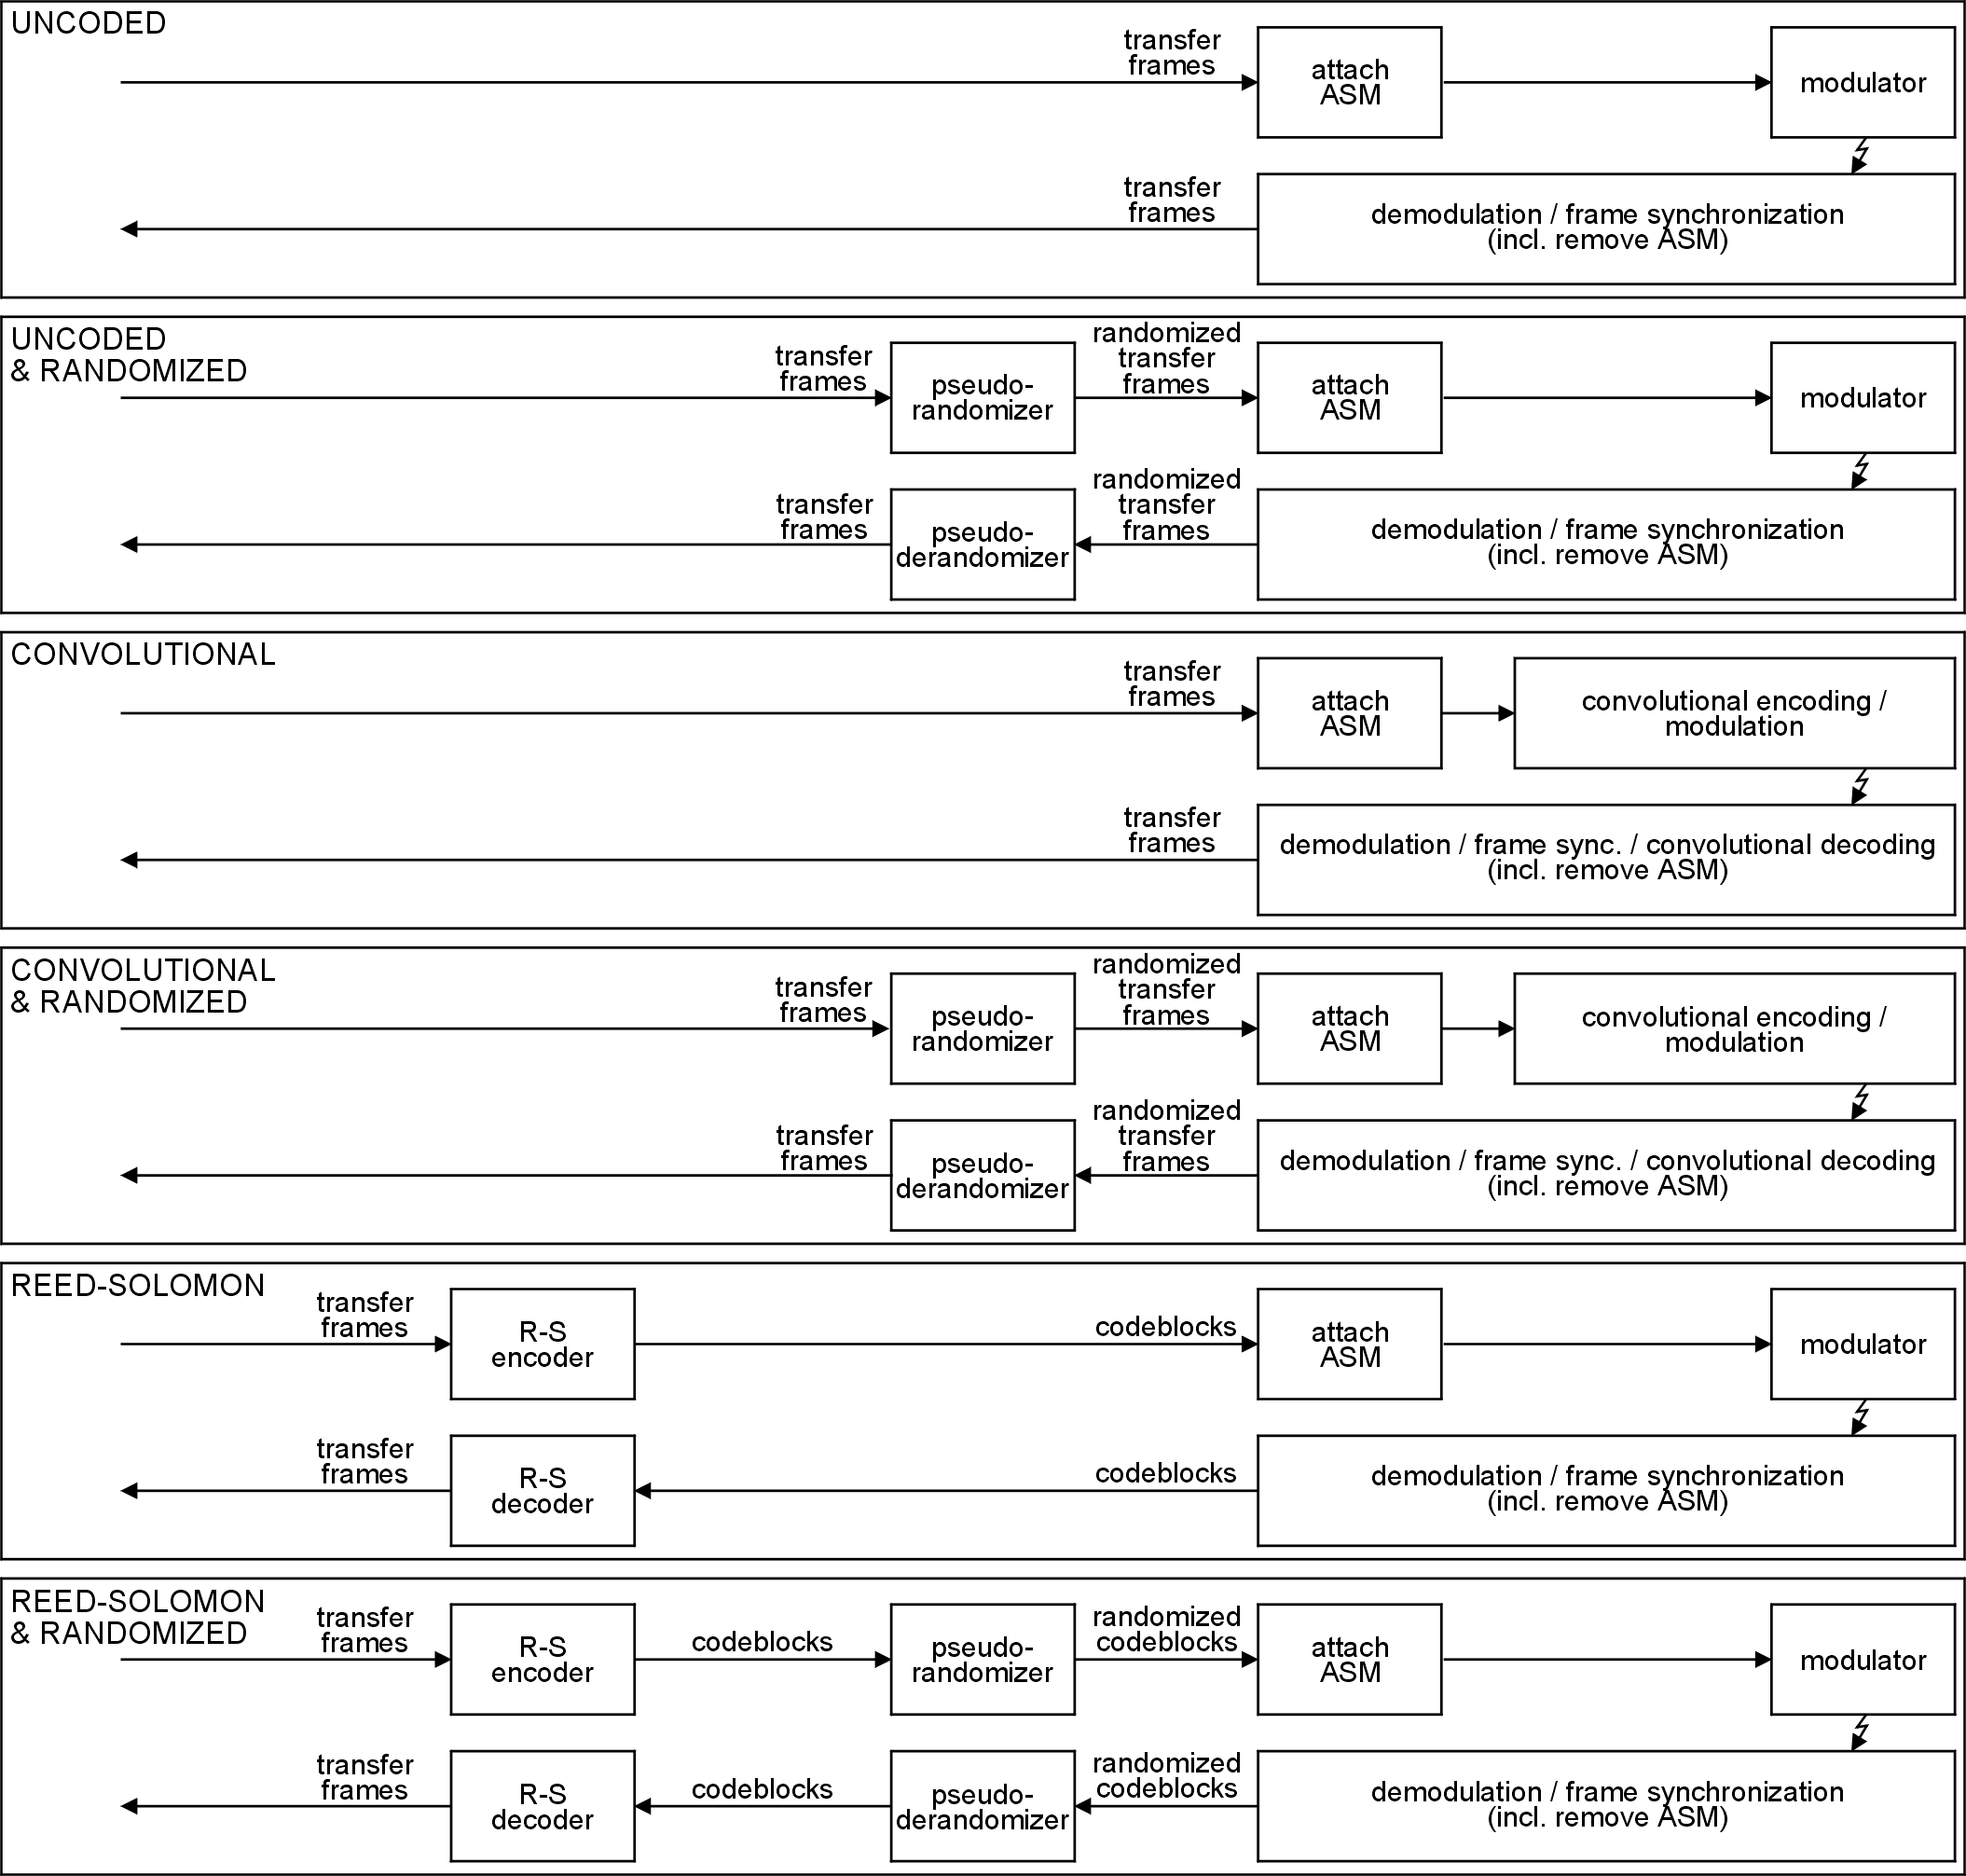 UNCODED
transfer
frames
attach
ASM
modulator
transfer
frames
demodulation / frame synchronization
(incl. remove ASM)
UNCODED
& RANDOMIZED
transfer
frames
pseudo-
randomizer
randomized
transfer
frames
attach
ASM
modulator
transfer
frames
pseudo-
derandomizer
randomized
transfer
frames
demodulation / frame synchronization
(incl. remove ASM)
CONVOLUTIONAL
transfer
frames
attach
ASM
convolutional encoding /
modulation
transfer
frames
demodulation / frame sync. / convolutional decoding
(incl. remove ASM)
CONVOLUTIONAL
& RANDOMIZED
transfer
frames
pseudo-
randomizer
randomized
transfer
frames
attach
ASM
convolutional encoding /
modulation
transfer
frames
pseudo-
derandomizer
randomized
transfer
frames
demodulation / frame sync. / convolutional decoding
(incl. remove ASM)
REED-SOLOMON
transfer
frames
R-S
encoder
codeblocks
attach
ASM
modulator
transfer
frames
R-S
decoder
codeblocks
demodulation / frame synchronization
(incl. remove ASM)
REED-SOLOMON
& RANDOMIZED
transfer
frames
R-S
encoder
codeblocks
pseudo-
randomizer
randomized
codeblocks
attach
ASM
modulator
transfer
frames
R-S
decoder
codeblocks
pseudo-
derandomizer
randomized
codeblocks
demodulation / frame synchronization
(incl. remove ASM)